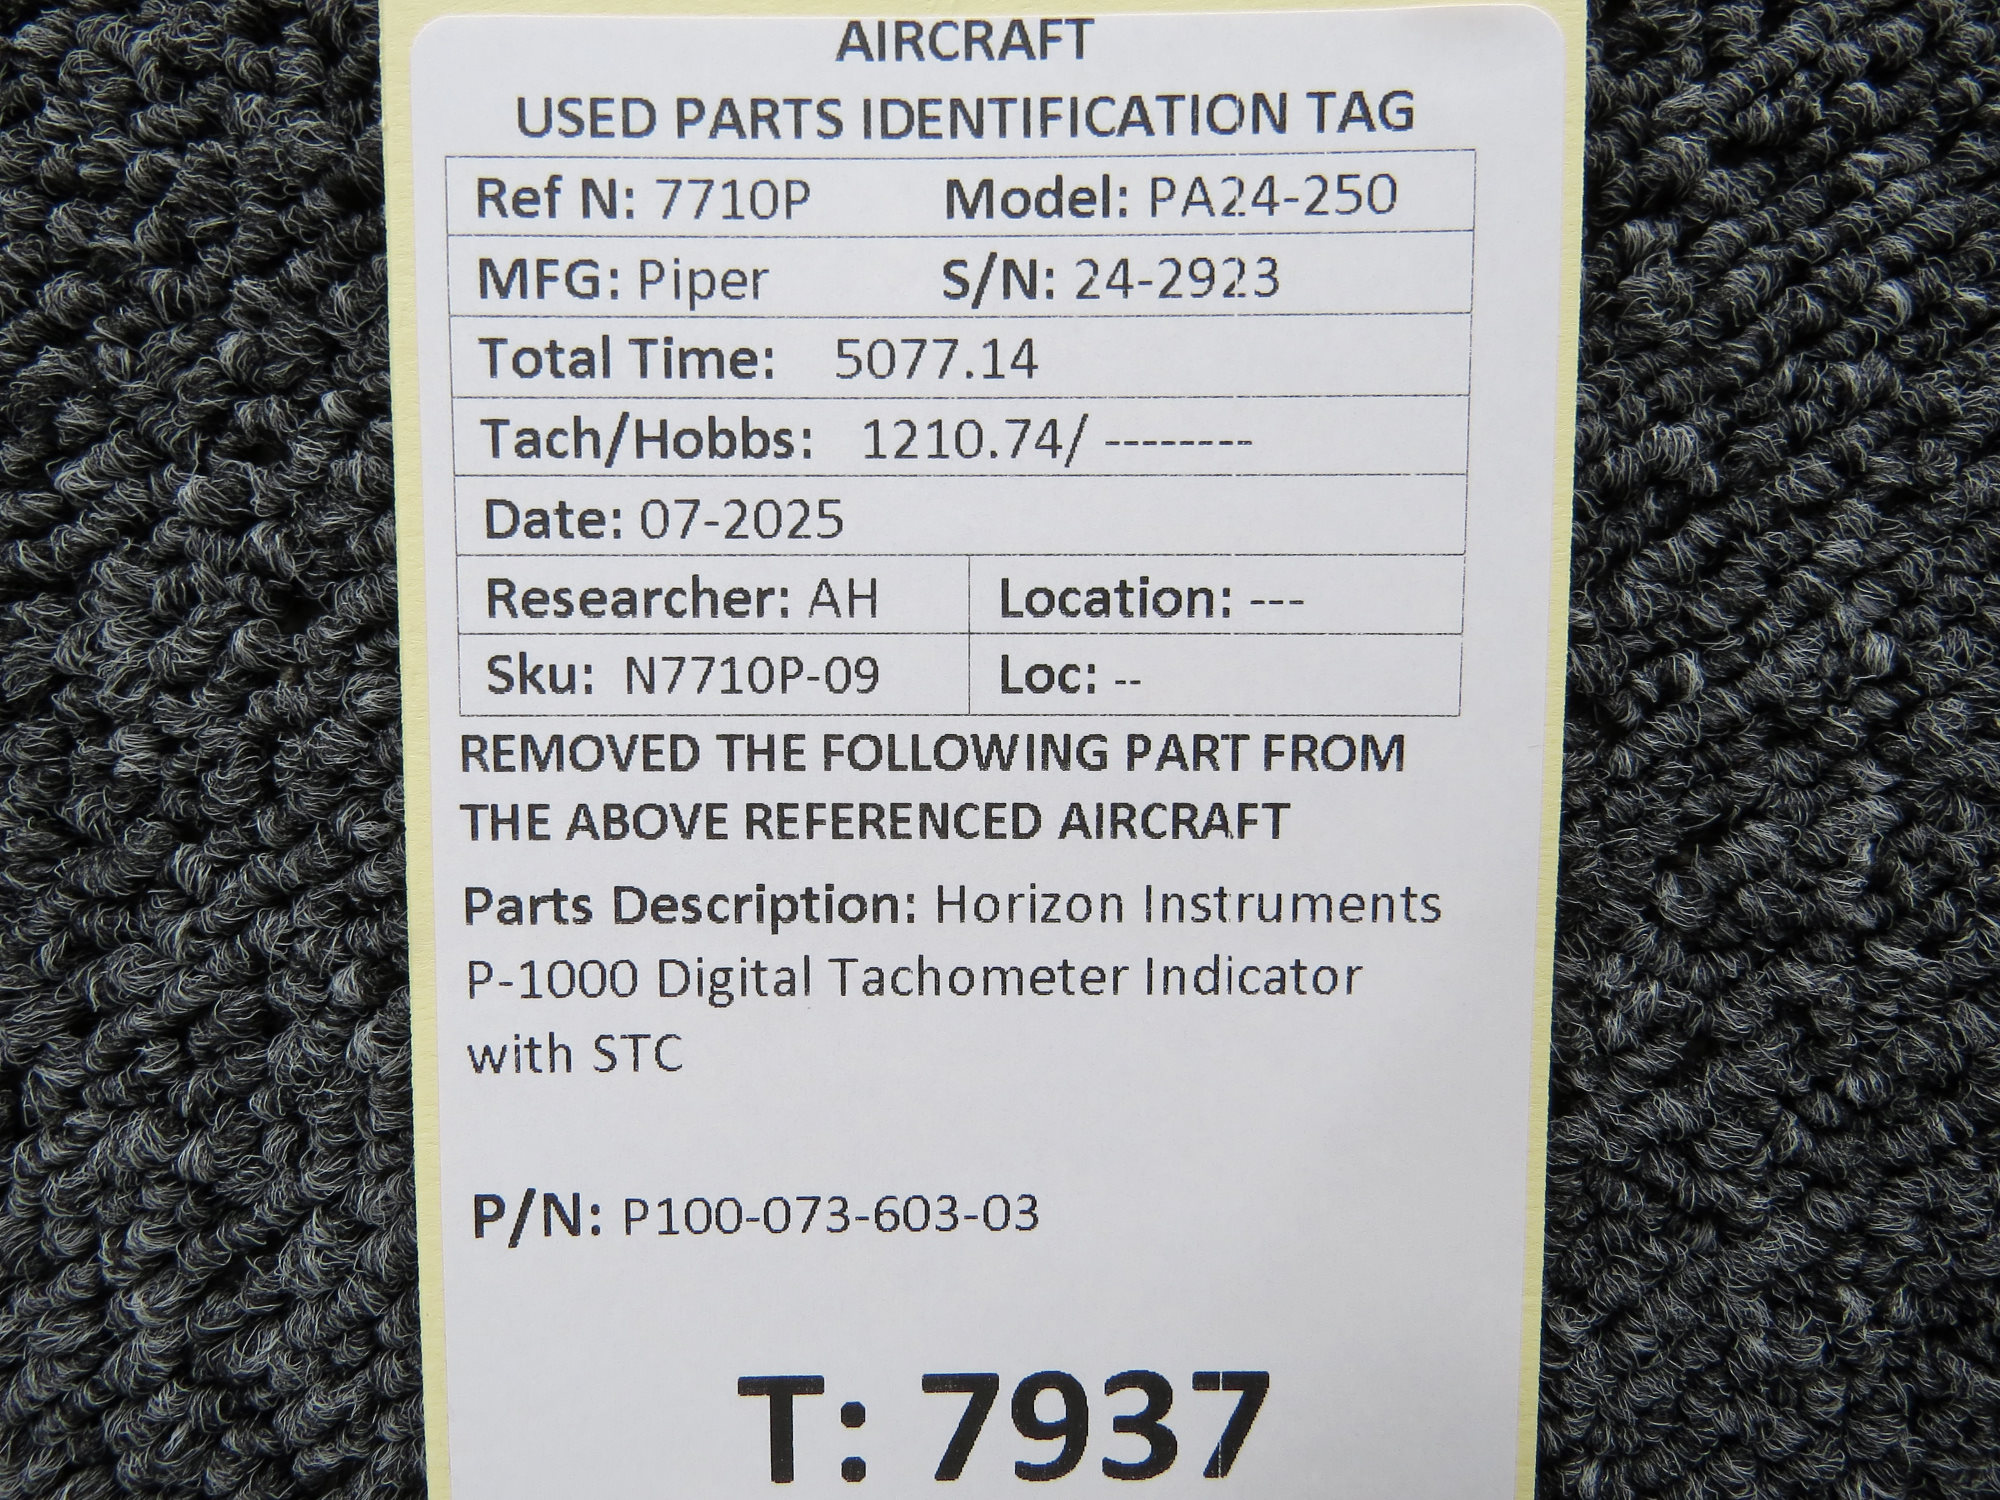 AIRCRAFT
USED PARTS IDENTIFICATION TAG
Ref N: 7710P Model: PA24-250
MFG: Piper S/N: 24-2923
Total Time: 5077.14
Tach/Hobbs: 1210.74/ --------
Date: 07-2025
Researcher: AH Location: ---
Sku: N7710P-09 Loc: --
REMOVED THE FOLLOWING PART FROM
THE ABOVE REFERENCED AIRCRAFT
Parts Description: Horizon Instruments
P-1000 Digital Tachometer Indicator
with STC
P/N: P100-073-603-03
T: 7937